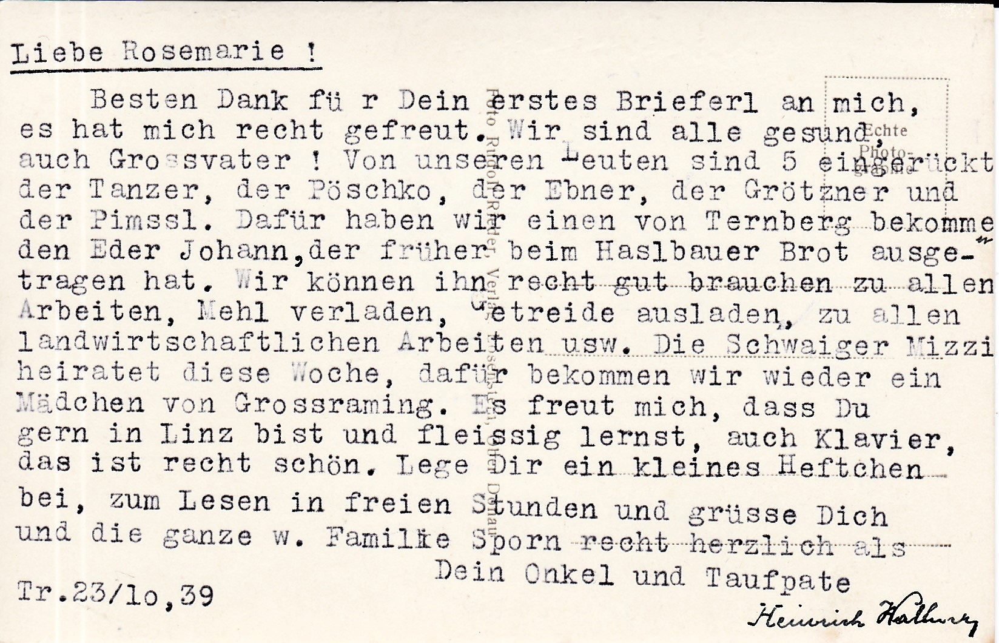 Liebe Rosemarie !
Besten Dank fü r Dein erstes Brieferl an mich,
es hat mich recht gefreut. Wir sind alle gesund,
auch Grossvater ! Von unseren Leuten sind 5 eingerückt
der Tanzer, der Pöschko, der Ebner, der Grötzner und
der Pimssl. Dafür haben wir einen von Ternberg bekomme
n
den Eder Johann,der früher beim Haslbauer Brot ausge-
tragen hat. Wir können ihn recht gut brauchen zu allen
Arbeiten, Mehl verladen, Getreide ausladen, zu allen
landwirtschaftlichen Arbeiten usw. Die Schwaiger Mizzi
heiratet diese Woche, dafür bekommen wir wieder ein
Mädchen von Grossraming. Es freut mich, dass Du
gern in Linz bist und fleissig lernst, auch Klavier,
das ist recht schön. Lege Dir ein kleines Heftchen
bei, zum Lesen in freien Stunden und grüsse Dich
und die ganze w. Familie Sporn recht herzlich als
Dein Onkel und Taufpate
Tr.23/lo,39
Heinrich
Echte
Photo-
graphie
Foto Rudolf Verlag